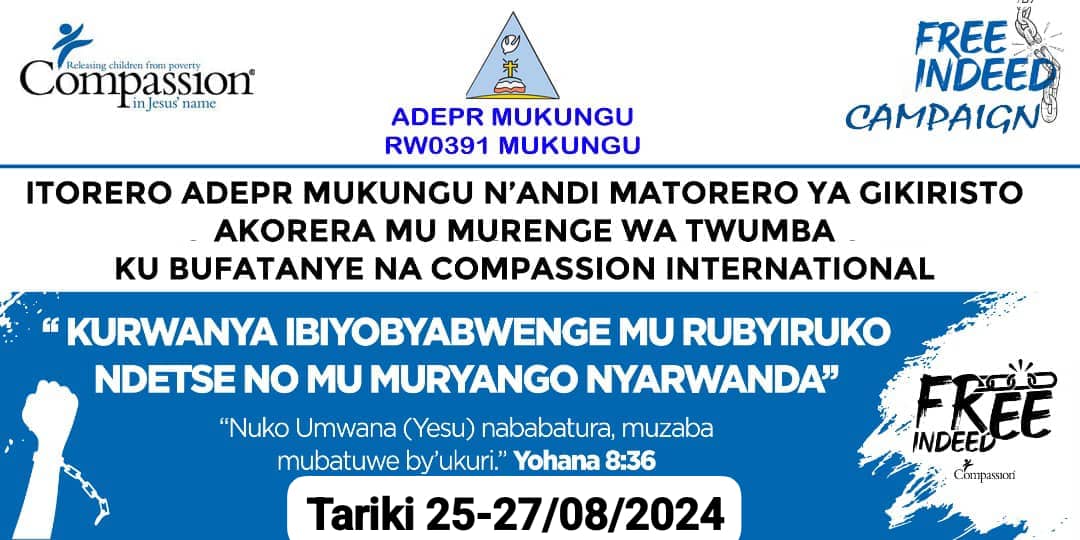 Releasing children from poverty
Compassion®
in Jesus' name
ADEPR MUKUNGU
RW0391 MUKUNGU
FREE
INDEED
CAMPAIGN
ITORERO ADEPR MUKUNGU N'ANDI MATORERO YA GIKIRISTO
AKORERA MU MURENGE WA TWUMBA
KU BUFATANYE NA COMPASSION INTERNATIONAL
“ KURWANYA IBIYOBYABWENGE MU RUBYIRUKO
NDETSE NO MU MURYANGO NYARWANDA”
“Nuko Umwana (Yesu) nababatura, muzaba
mubatuwe by'ukuri.” Yohana 8:36
FREE
INDEED
Compassion
Tariki 25-27/08/2024